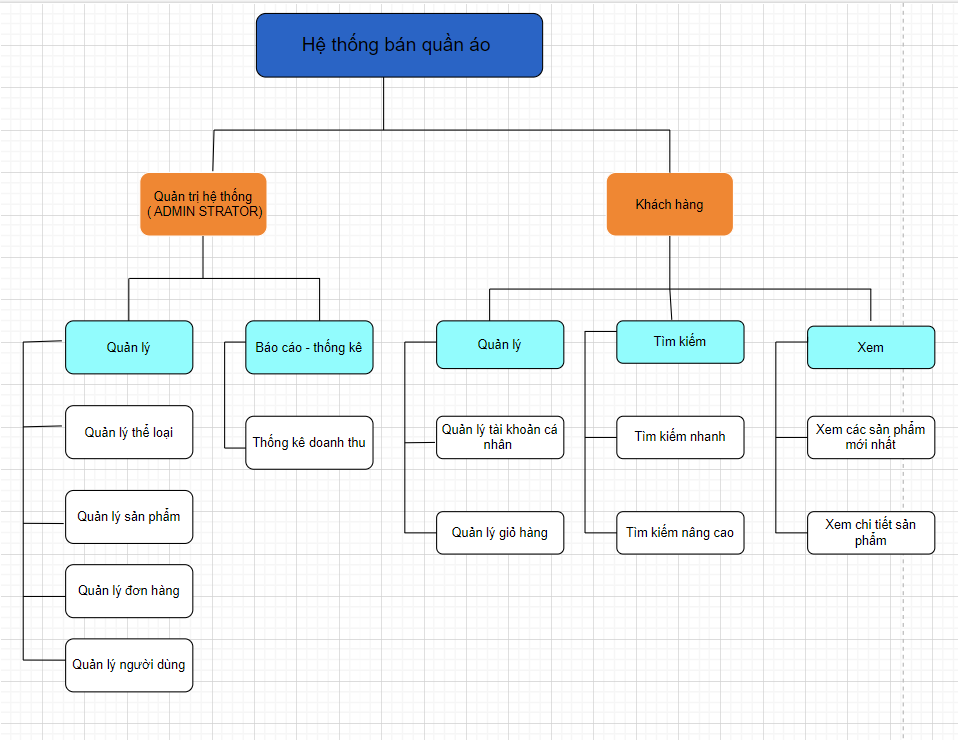 Hệ thống bán quần áo
Quản trị hệ thống
( ADMIN STRATOR)
Khách hàng
Quản lý
Báo cáo - thống kê
Quản lý
Tìm kiếm
Xem
Quản lý thể loại
Thống kê doanh thu
Quản lý tài khoản cá
nhân
Tìm kiếm nhanh
Xem các sản phẩm
mới nhất
Quản lý sản phẩm
Quản lý giỏ hàng
Tìm kiếm nâng cao
Xem chi tiết sản
phẩm
Quản lý đơn hàng
Quản lý người dùng